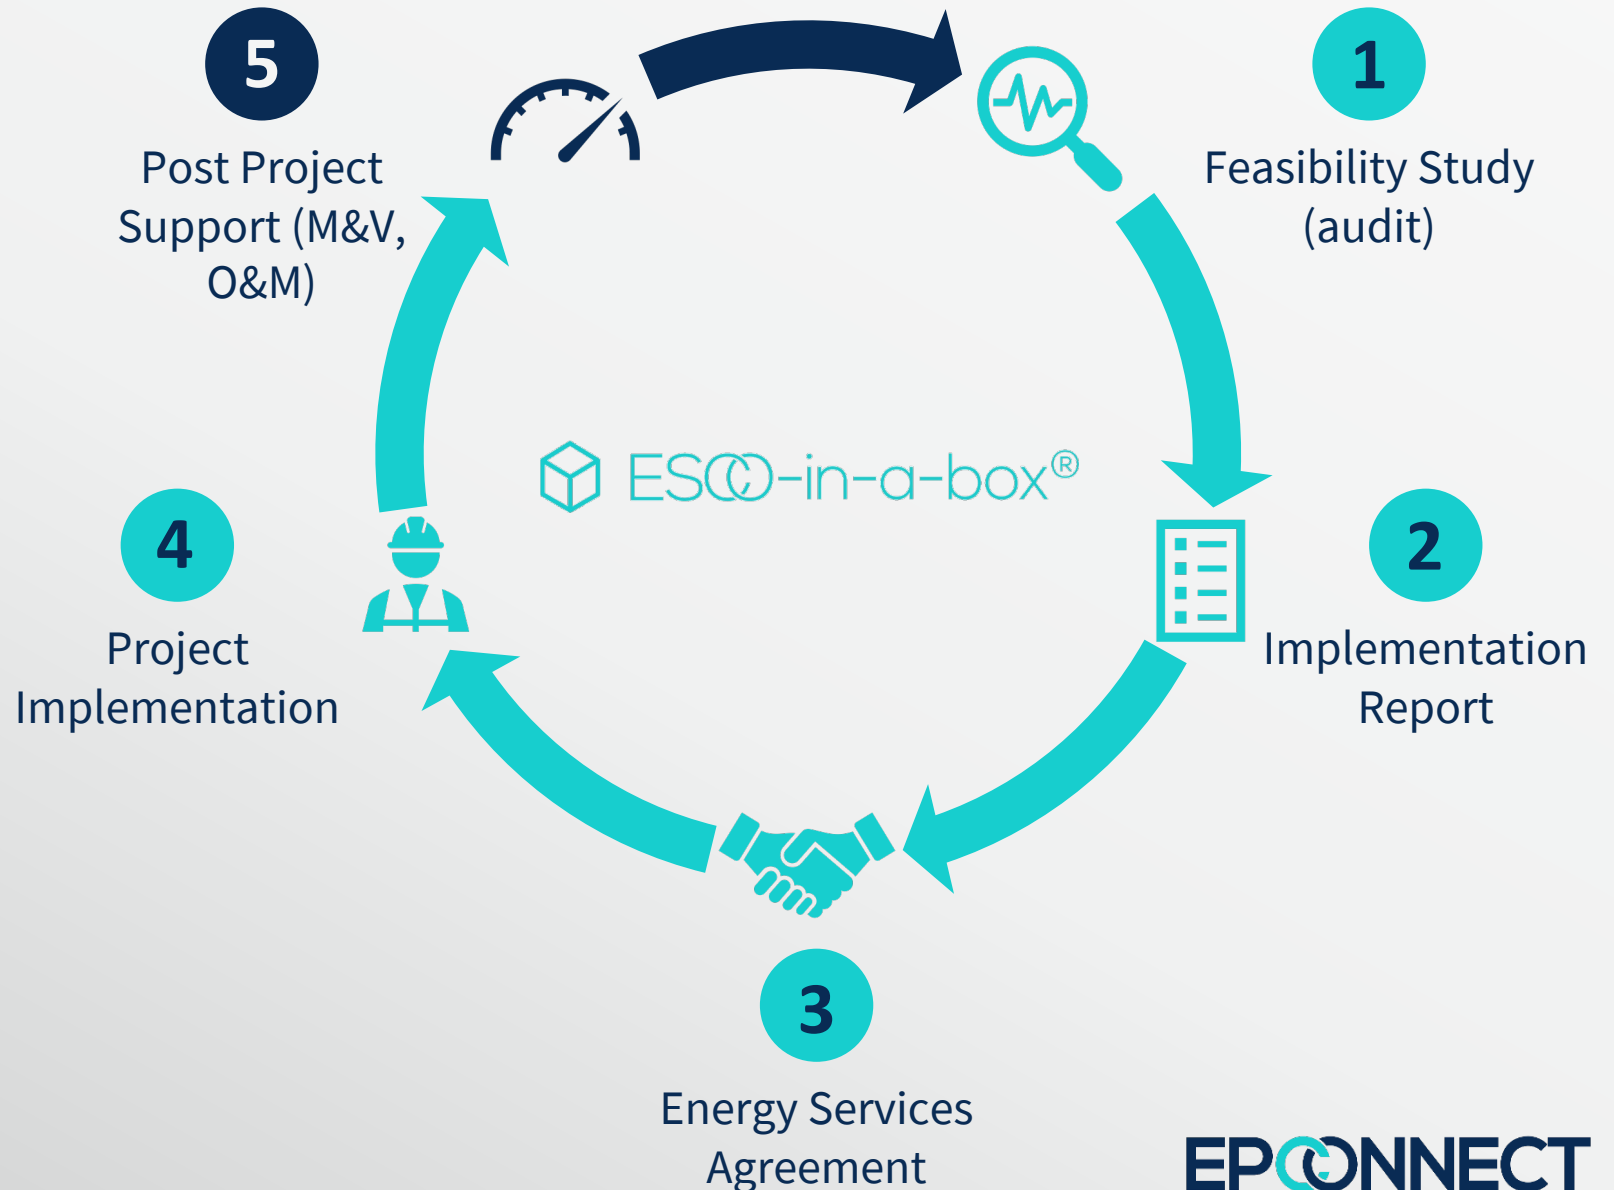 1
Feasibility Study
(audit)
2
Implementation
Report
3
Energy Services
Agreement
4
Project
Implementation
5
Post Project
Support (M&V,
O&M)
ESCO-in-a-box®
EPCONNECT